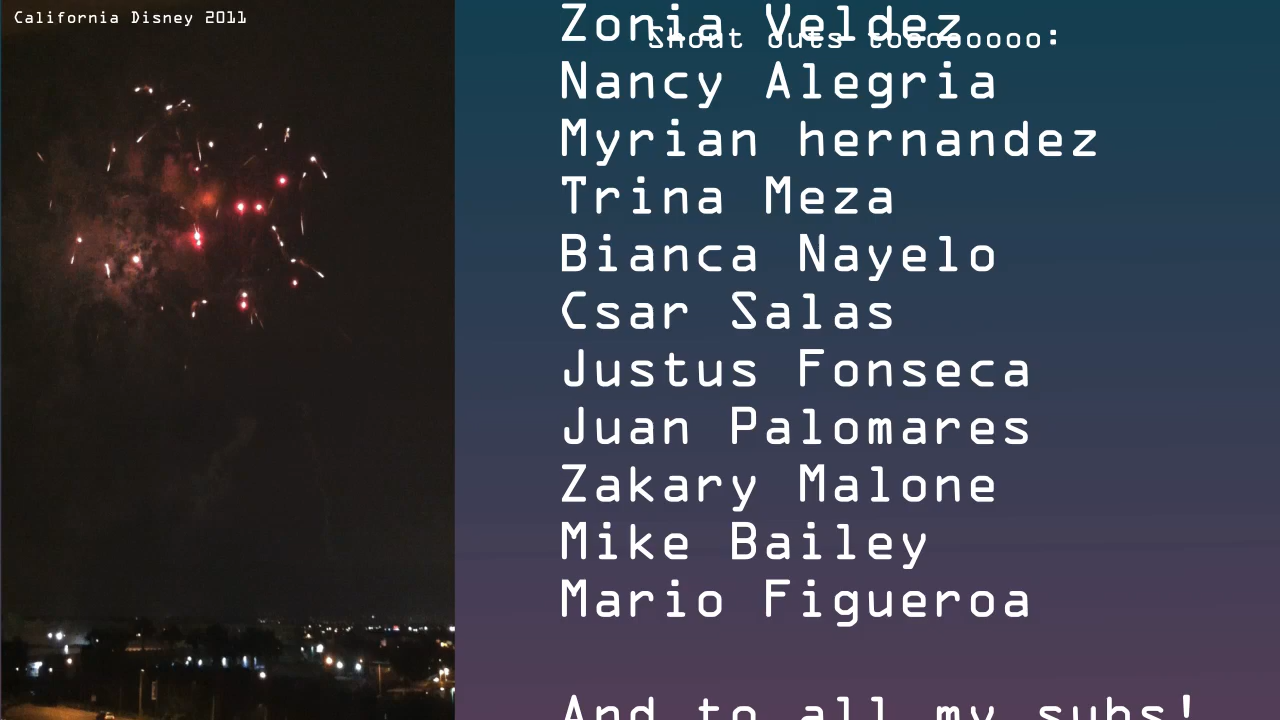 California Disney 2011
Shout outs toooooooo:
Zonia Veldez
Nancy Alegria
Myrian hernandez
Trina Meza
Bianca Nayelo
Csar Salas
Justus Fonseca
Juan Palomares
Zakary Malone
Mike Bailey
Mario Figueroa
And to all my subs!